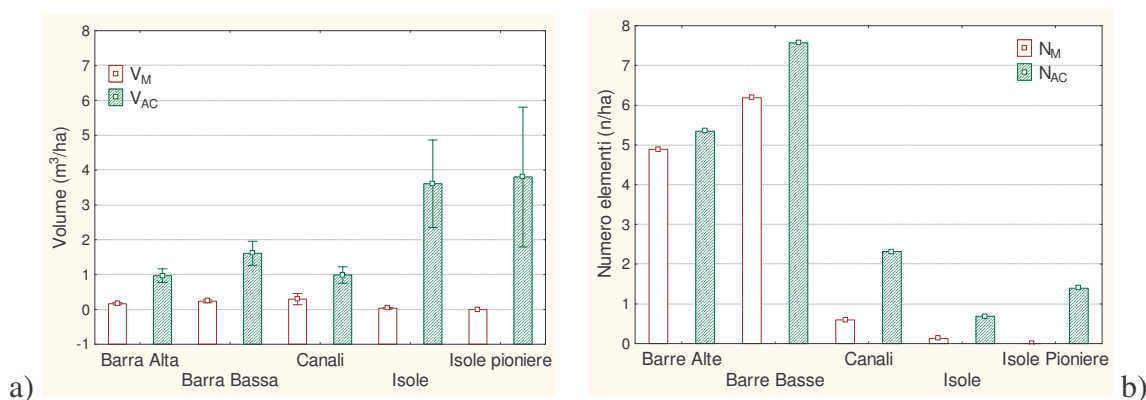 a)
Volume (m³/ha)
8
7
6
5
4
3
2
1
0
-1
V_M
V_AC
Barra Alta
Barra Bassa
Canali
Isole
Isole pioniere
Numero elementi (n/ha)
8
7
6
5
4
3
2
1
0
N_M
N_AC
Barre Alte
Barre Basse
Canali
Isole
Isole Pioniere
b)